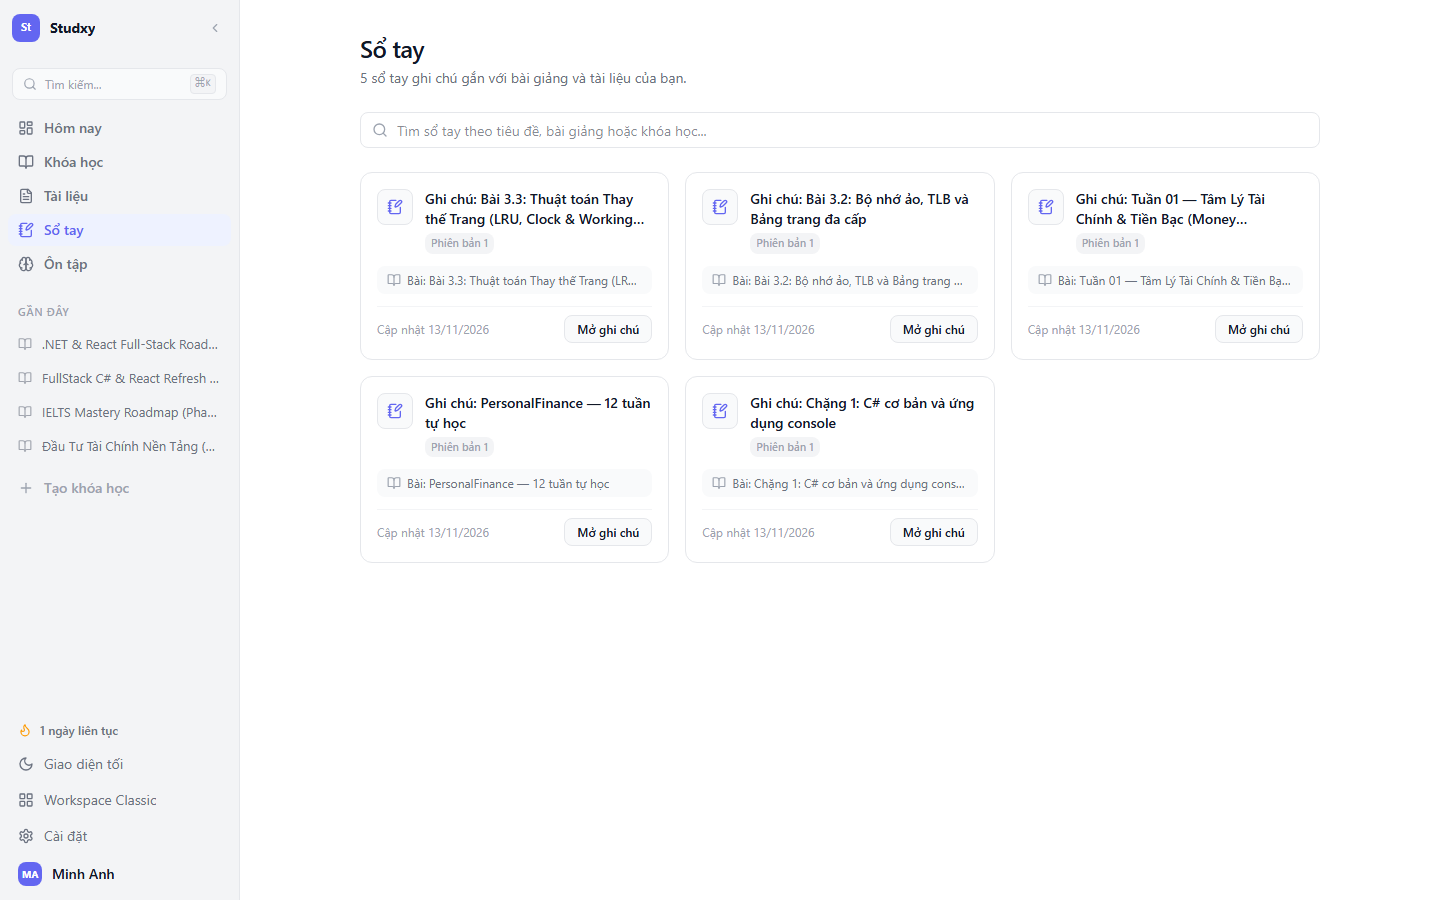 St Studxy
Tìm kiếm... ⌘K
Hôm nay
Khóa học
Tài liệu
Sổ tay
Ôn tập
GẦN ĐÂY
.NET & React Full-Stack Road...
FullStack C# & React Refresh ...
IELTS Mastery Roadmap (Pha...
Đầu Tư Tài Chính Nền Tảng (...
Tạo khóa học
1 ngày liên tục
Giao diện tối
Workspace Classic
Cài đặt
MA Minh Anh
Sổ tay
5 sổ tay ghi chú gắn với bài giảng và tài liệu của bạn.
Tìm sổ tay theo tiêu đề, bài giảng hoặc khóa học...
Ghi chú: Bài 3.3: Thuật toán Thay
thế Trang (LRU, Clock & Working...
Phiên bản 1
Bài: Bài 3.3: Thuật toán Thay thế Trang (LR...
Cập nhật 13/11/2026
Mở ghi chú
Ghi chú: Bài 3.2: Bộ nhớ ảo, TLB và
Bảng trang đa cấp
Phiên bản 1
Bài: Bài 3.2: Bộ nhớ ảo, TLB và Bảng trang ...
Cập nhật 13/11/2026
Mở ghi chú
Ghi chú: Tuần 01 — Tâm Lý Tài
Chính & Tiền Bạc (Money...
Phiên bản 1
Bài: Tuần 01 — Tâm Lý Tài Chính & Tiền Bạ...
Cập nhật 13/11/2026
Mở ghi chú
Ghi chú: PersonalFinance — 12 tuần
tự học
Phiên bản 1
Bài: PersonalFinance — 12 tuần tự học
Cập nhật 13/11/2026
Mở ghi chú
Ghi chú: Chặng 1: C# cơ bản và ứng
dụng console
Phiên bản 1
Bài: Chặng 1: C# cơ bản và ứng dụng cons...
Cập nhật 13/11/2026
Mở ghi chú